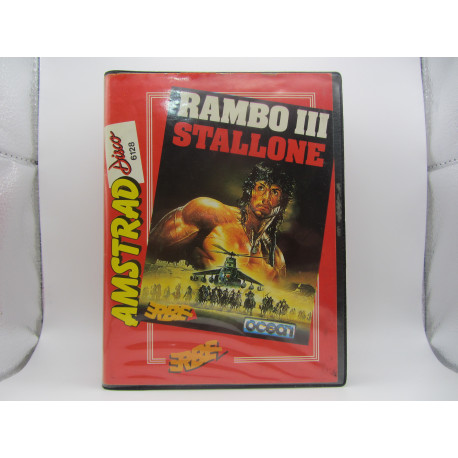 RAMBO III
STALLONE
AMSTRAD
Disco
6128
ERBE
ocean
ERBE